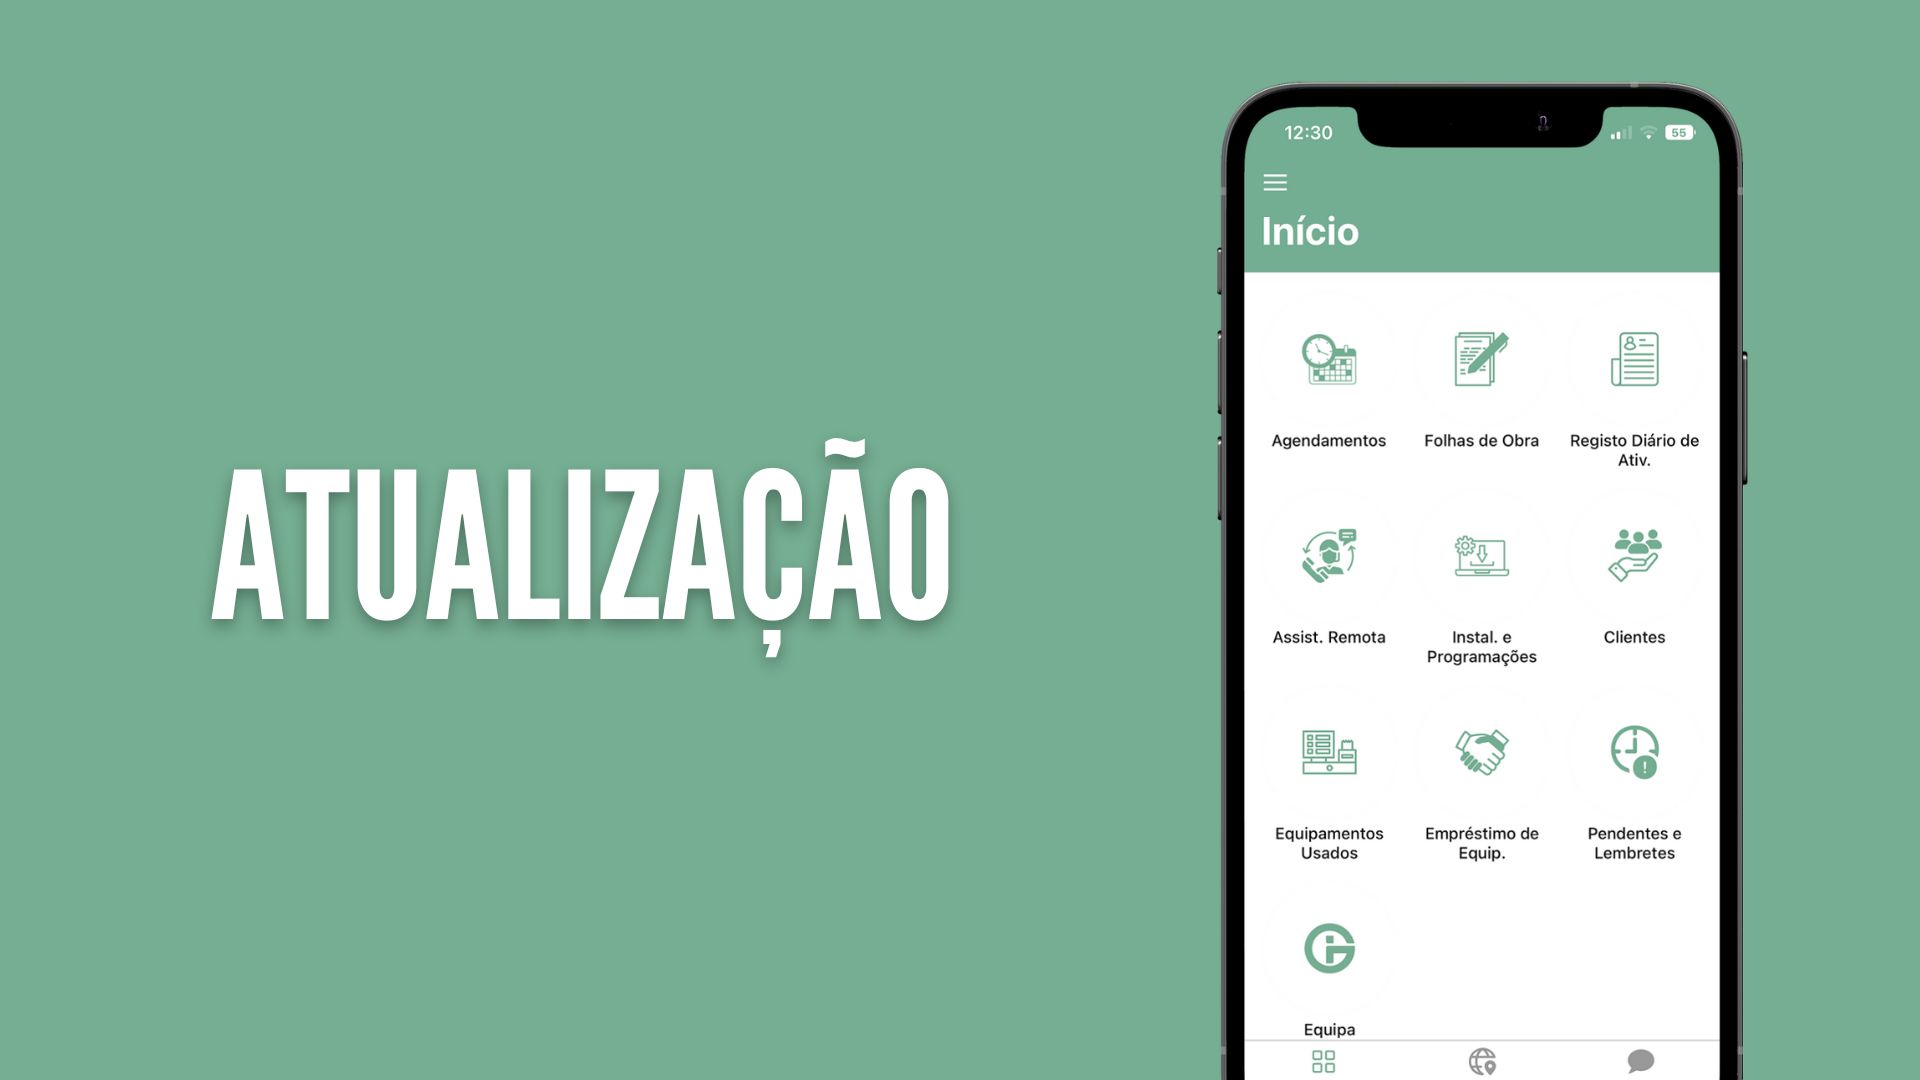 ATUALIZAÇÃO
12:30
55
Início
Agendamentos
Folhas de Obra
Registo Diário de
Ativ.
Assist. Remota
Instal. e
Programações
Clientes
Equipamentos
Usados
Empréstimo de
Equip.
Pendentes e
Lembretes
Equipa